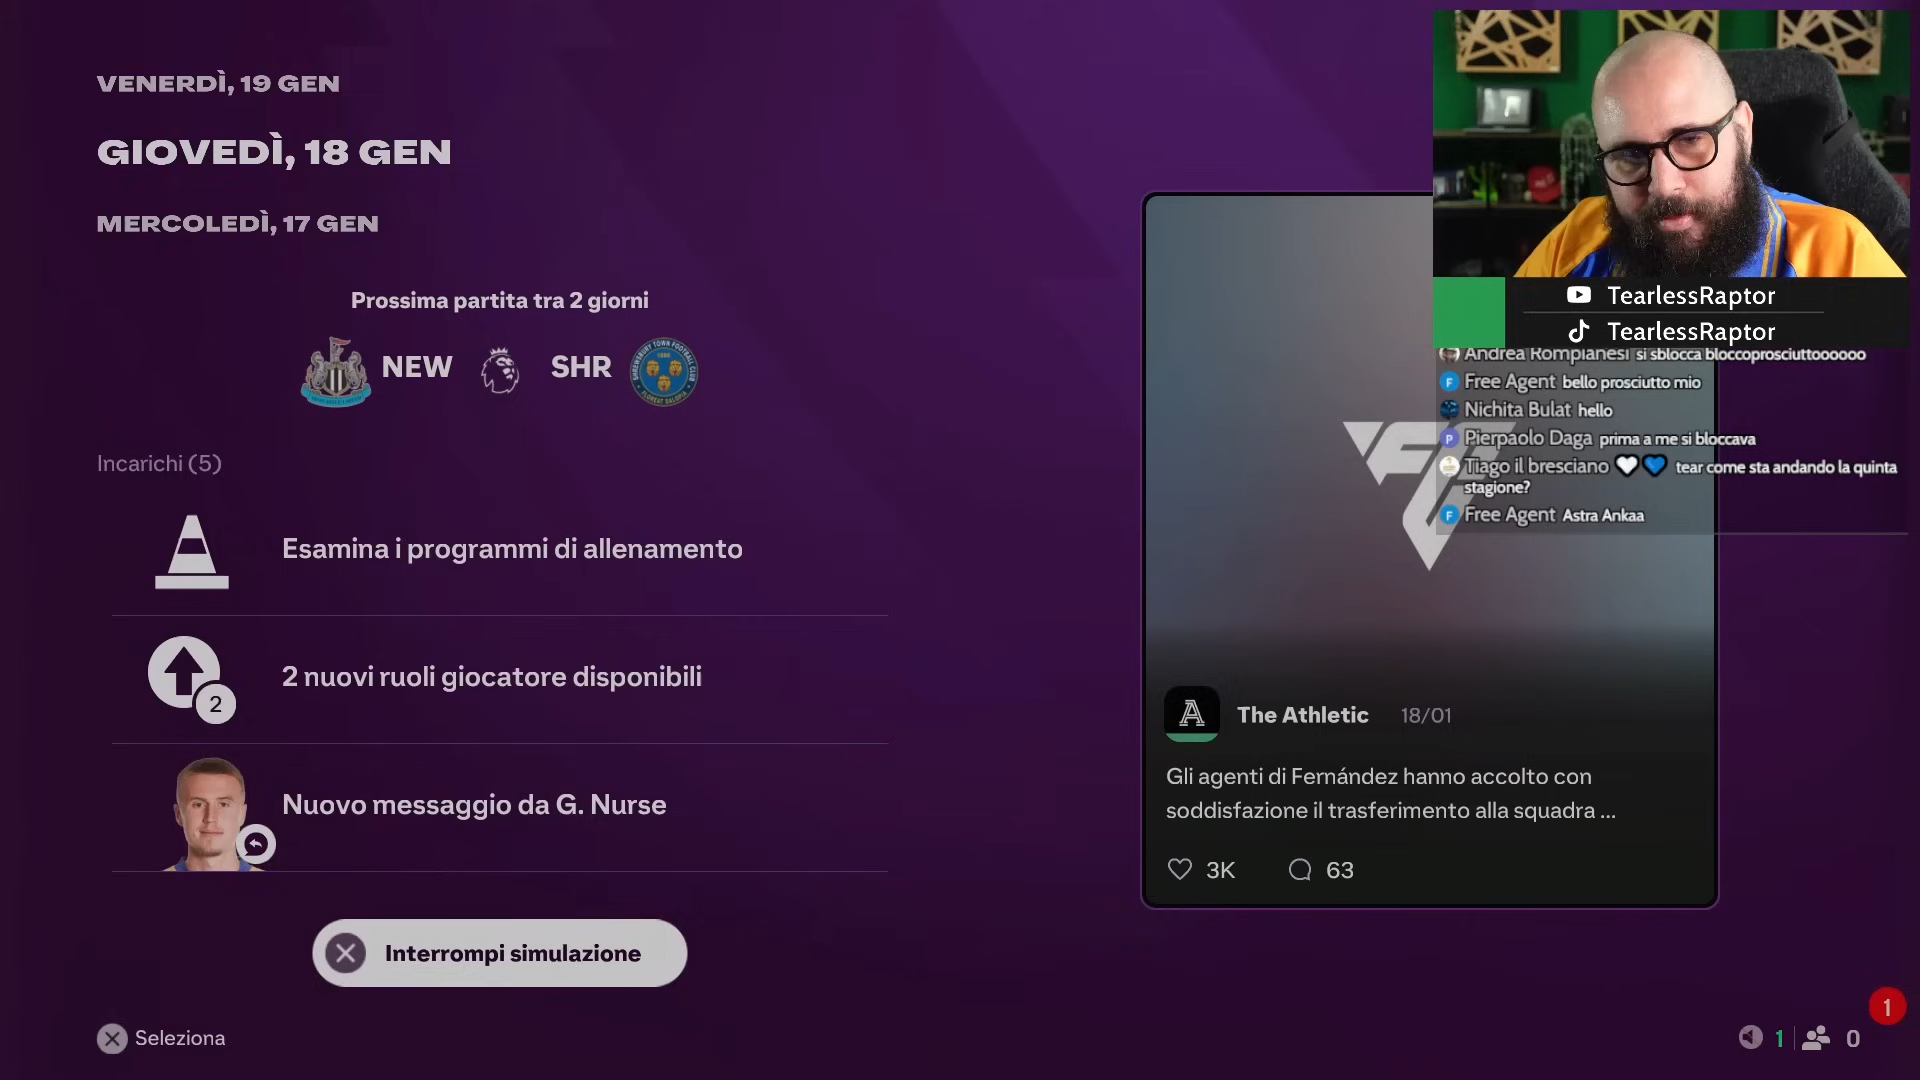 VENERDÌ, 19 GEN
GIOVEDÌ, 18 GEN
MERCOLEDÌ, 17 GEN
Prossima partita tra 2 giorni
NEW SHR
Incarichi (5)
Esamina i programmi di allenamento
2
2 nuovi ruoli giocatore disponibili
Nuovo messaggio da G. Nurse
Interrompi simulazione
Seleziona
TearlessRaptor
TearlessRaptor
Andrea Rompianesi si sblocca bloccoprosciuttoooooo
F Free Agent bello prosciutto mio
Nichita Bulat hello
P Pierpaolo Daga prima a me si bloccava
Tiago il bresciano 🤍💙 tear come sta andando la quinta
stagione?
F Free Agent Astra Ankaa
The Athletic 18/01
Gli agenti di Fernández hanno accolto con
soddisfazione il trasferimento alla squadra ...
3K 63
1
1 0